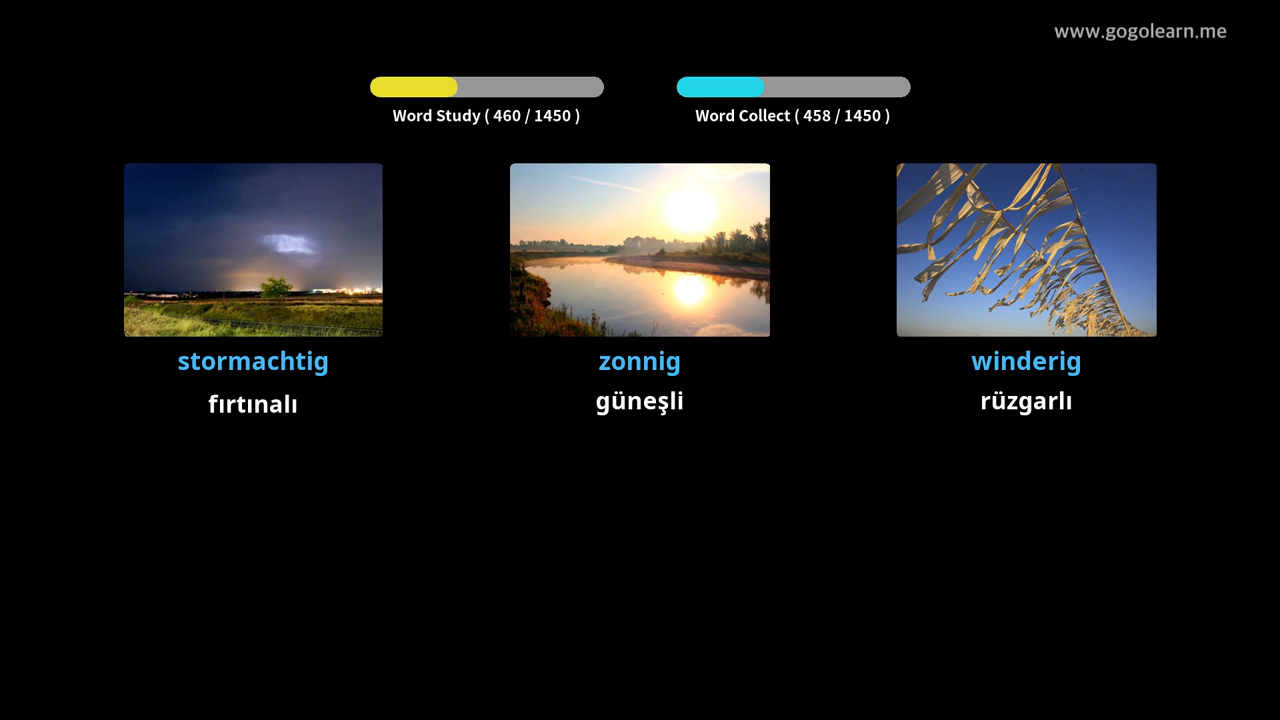 www.gogolearn.me
Word Study ( 460 / 1450 )
Word Collect ( 458 / 1450 )
stormachtig
zonnig
winderig
fırtınalı
güneşli
rüzgarlı